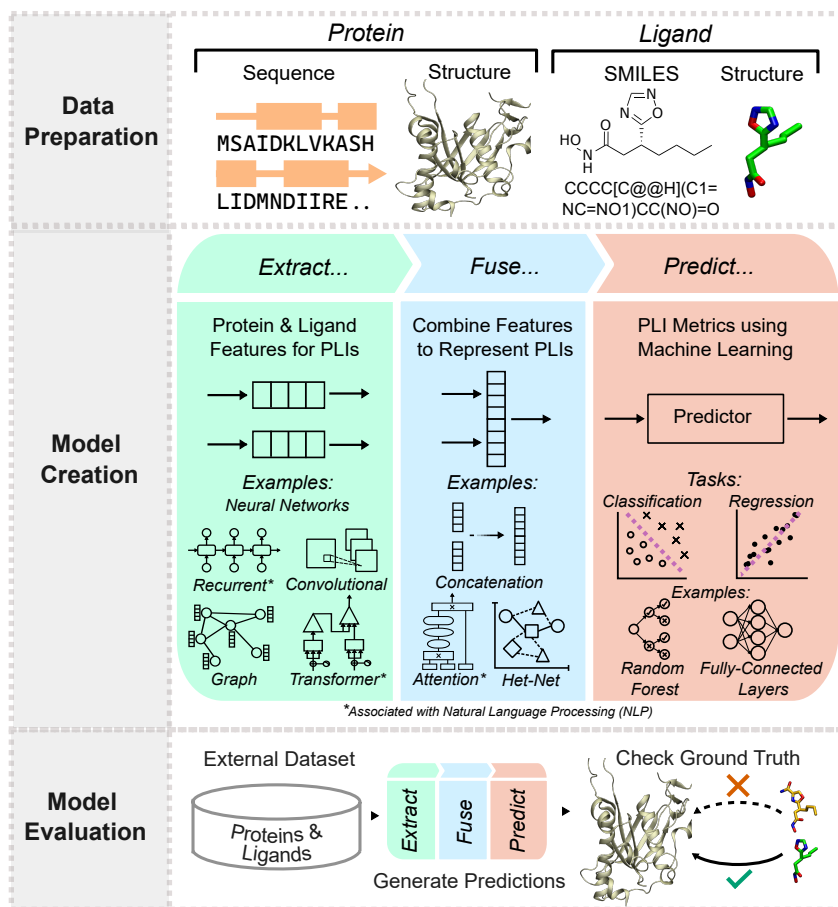 Data
Preparation
Protein
Ligand
Sequence
Structure
SMILES
Structure
MSAIDKLVKASH
LIDMNDIIRE..
N
N
O
O
HO
N
H
CCCC[C@@H](C1=
NC=NO1)CC(NO)=O
Model
Creation
Extract...
Fuse...
Predict...
Protein & Ligand
Features for PLIs
Combine Features
to Represent PLIs
PLI Metrics using
Machine Learning
Predictor
Examples:
Neural Networks
Examples:
Tasks:
Classification
Regression
Recurrent*
Convolutional
Concatenation
Examples:
Graph
Transformer*
Attention*
Het-Net
Random
Forest
Fully-Connected
Layers
*Associated with Natural Language Processing (NLP)
Model
Evaluation
External Dataset
Check Ground Truth
Proteins &
Ligands
Extract
Fuse
Predict
Generate Predictions